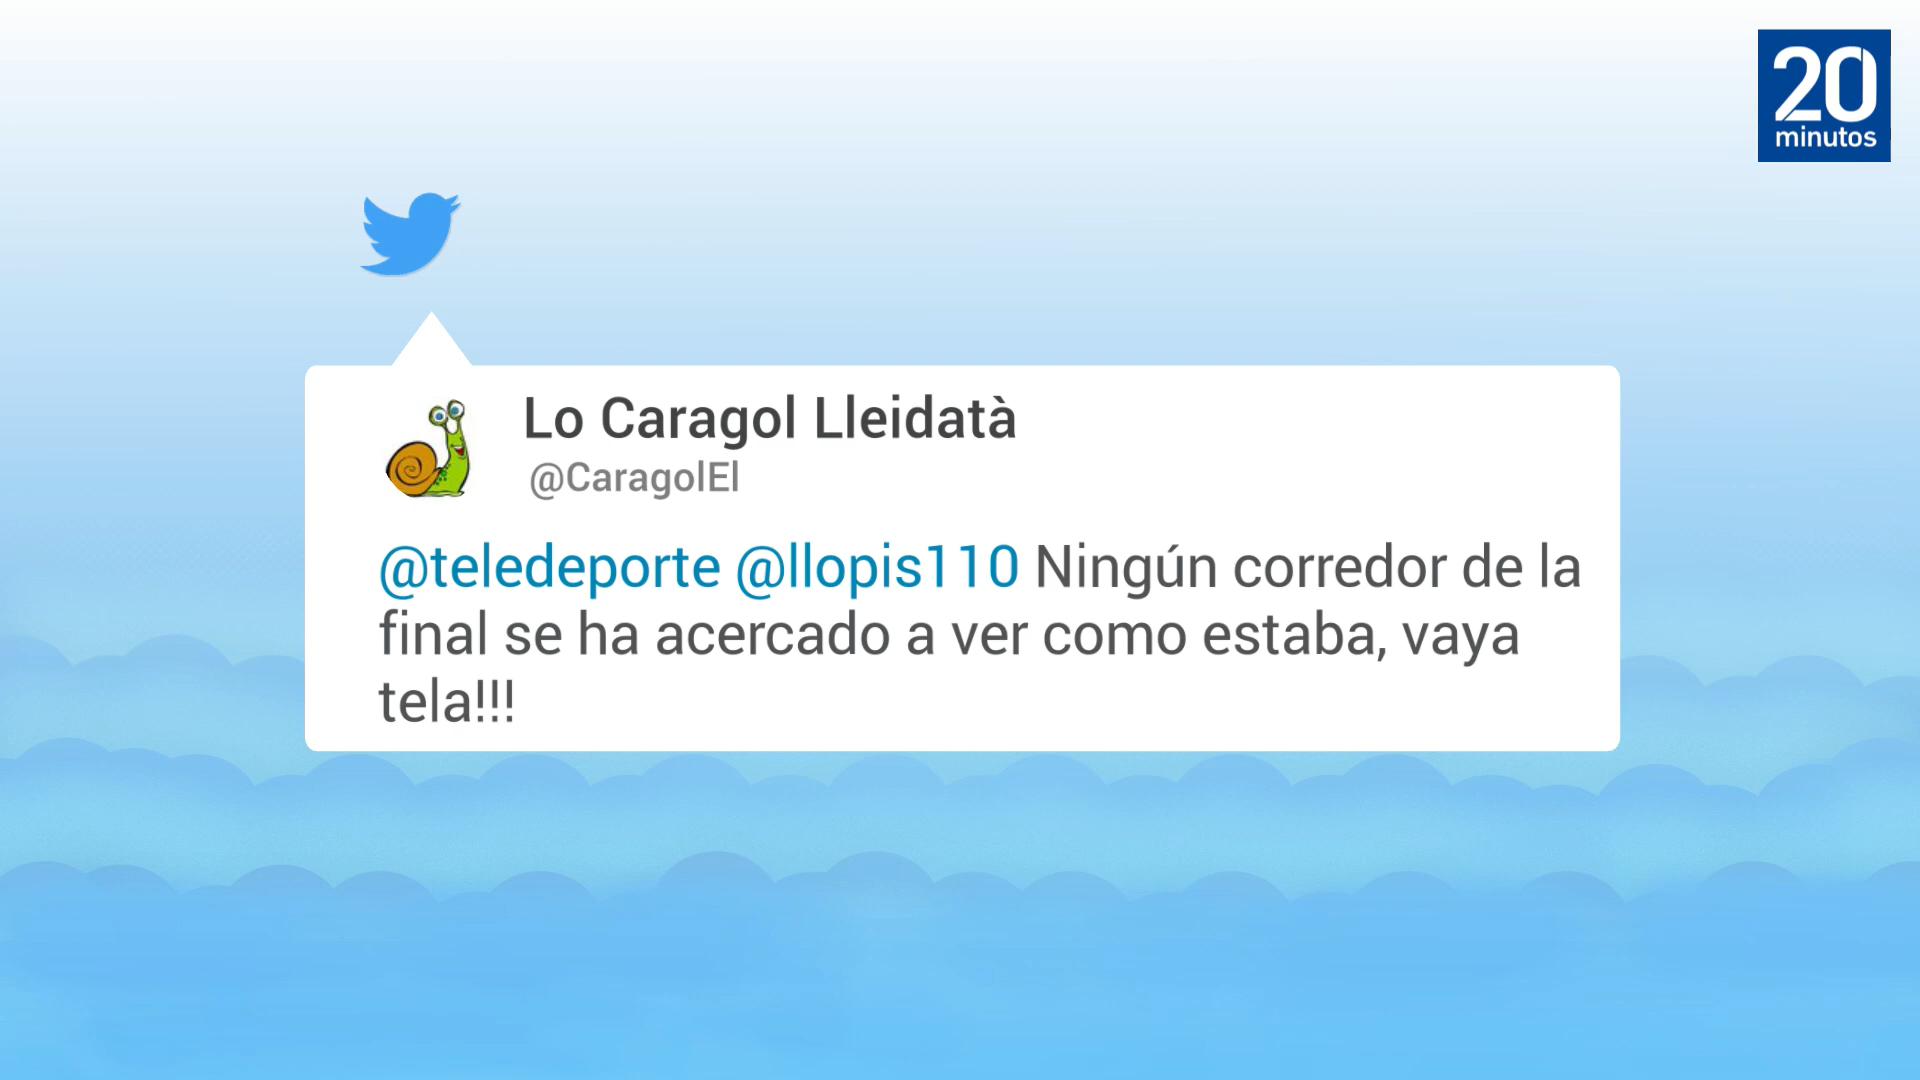 20
minutos
Lo Caragol Lleidatà
@CaragolEl
@teledeporte @llopis110 Ningún corredor de la
final se ha acercado a ver como estaba, vaya
tela!!!